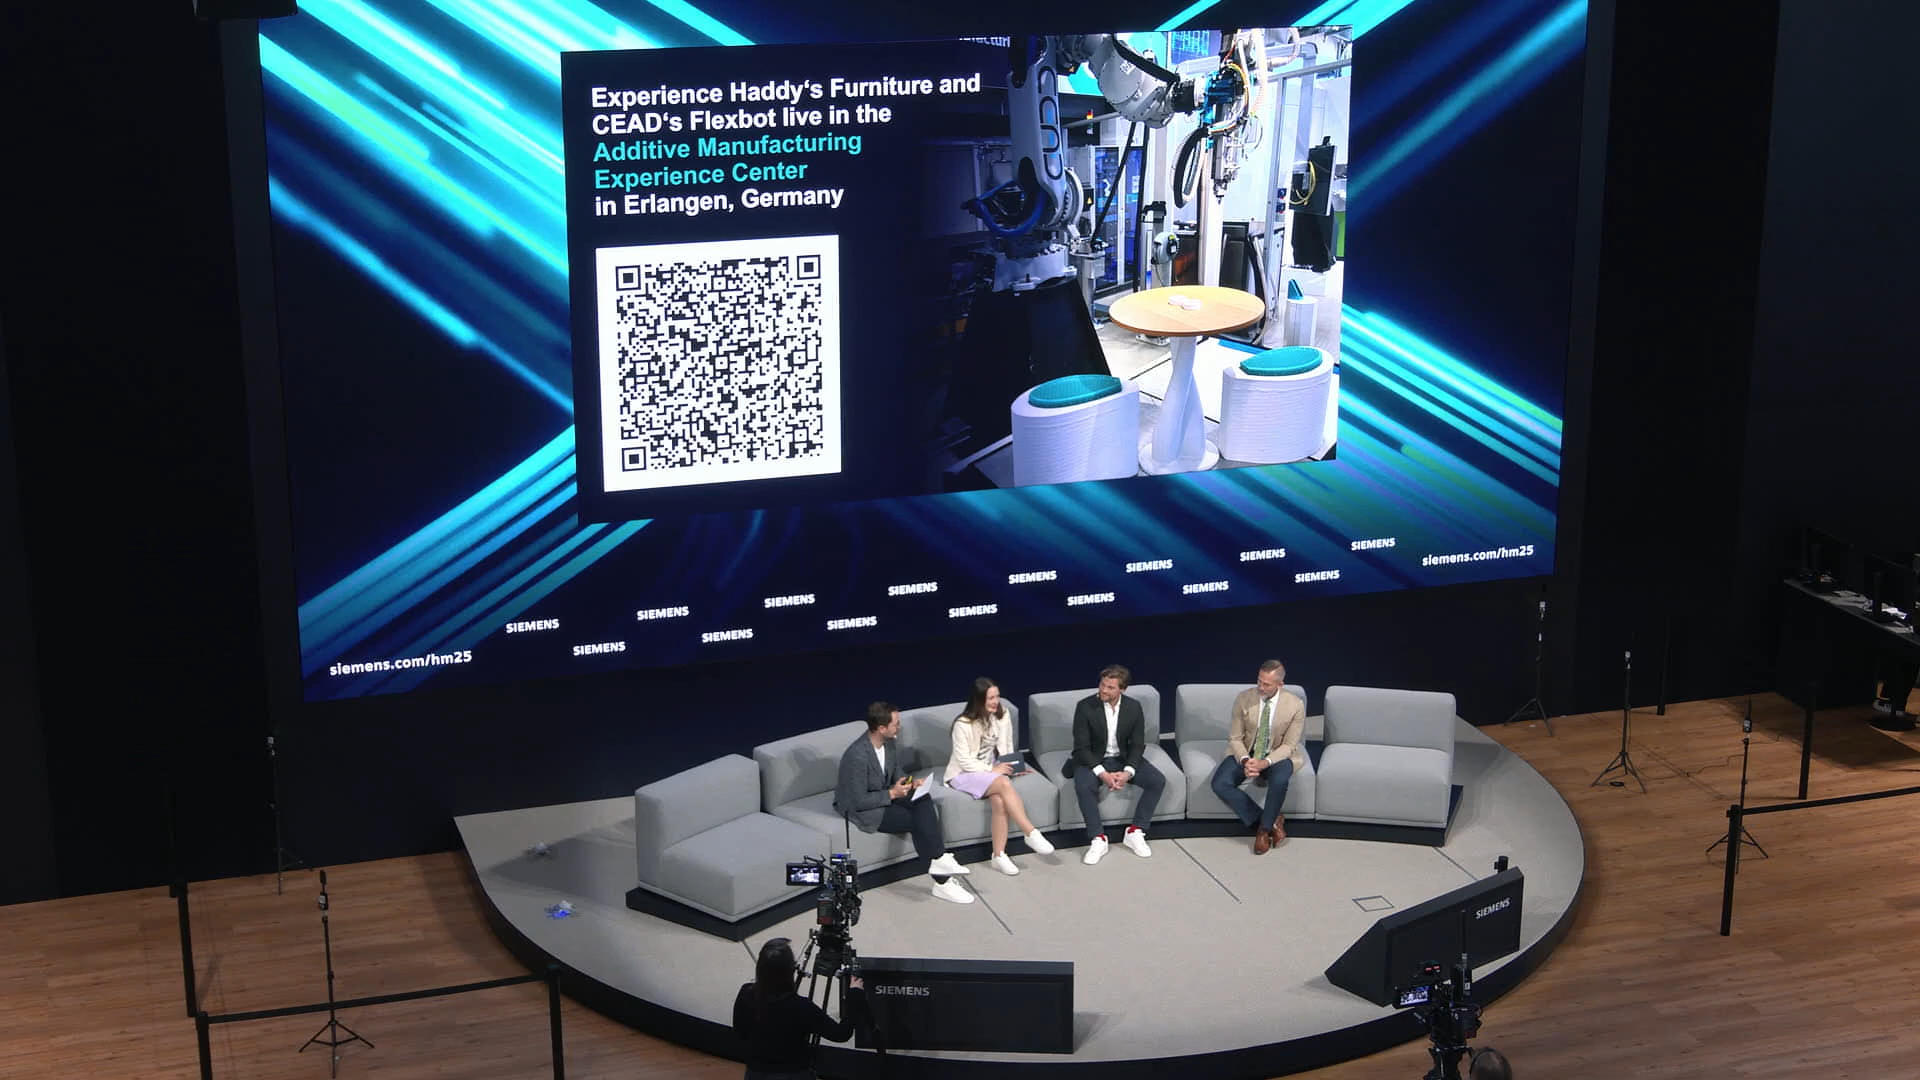 Experience Haddy's Furniture and
CEAD's Flexbot live in the
Additive Manufacturing
Experience Center
in Erlangen, Germany
SIEMENS
SIEMENS
SIEMENS
SIEMENS
SIEMENS
SIEMENS
SIEMENS
SIEMENS
siemens.com/hm25
SIEMENS
SIEMENS
SIEMENS
SIEMENS
SIEMENS
SIEMENS
SIEMENS
siemens.com/hm25
SIEMENS
SIEMENS